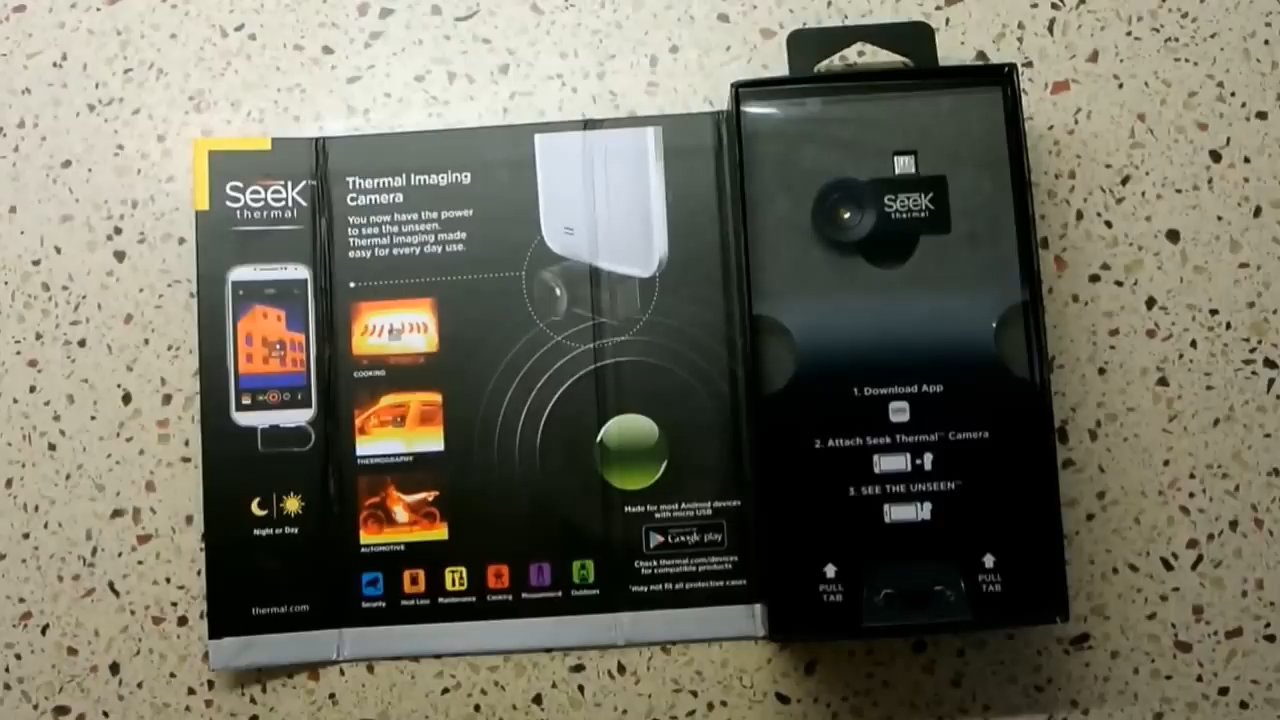 Seek™
thermal
Night or Day
thermal.com
Thermal Imaging
Camera
You now have the power
to see the unseen.
Thermal imaging made
easy for every day use.
COOKING
THERMOGRAPHY
AUTOMOTIVE
Security
Heat Loss
Maintenance
Cooking
Outdoors
Made for most Android devices
with micro USB
Google play
Check thermal.com/devices
for compatible products
*may not fit all protective cases
Seek
thermal
1. Download App
2. Attach Seek Thermal™ Camera
3. SEE THE UNSEEN™
PULL
TAB
PULL
TAB